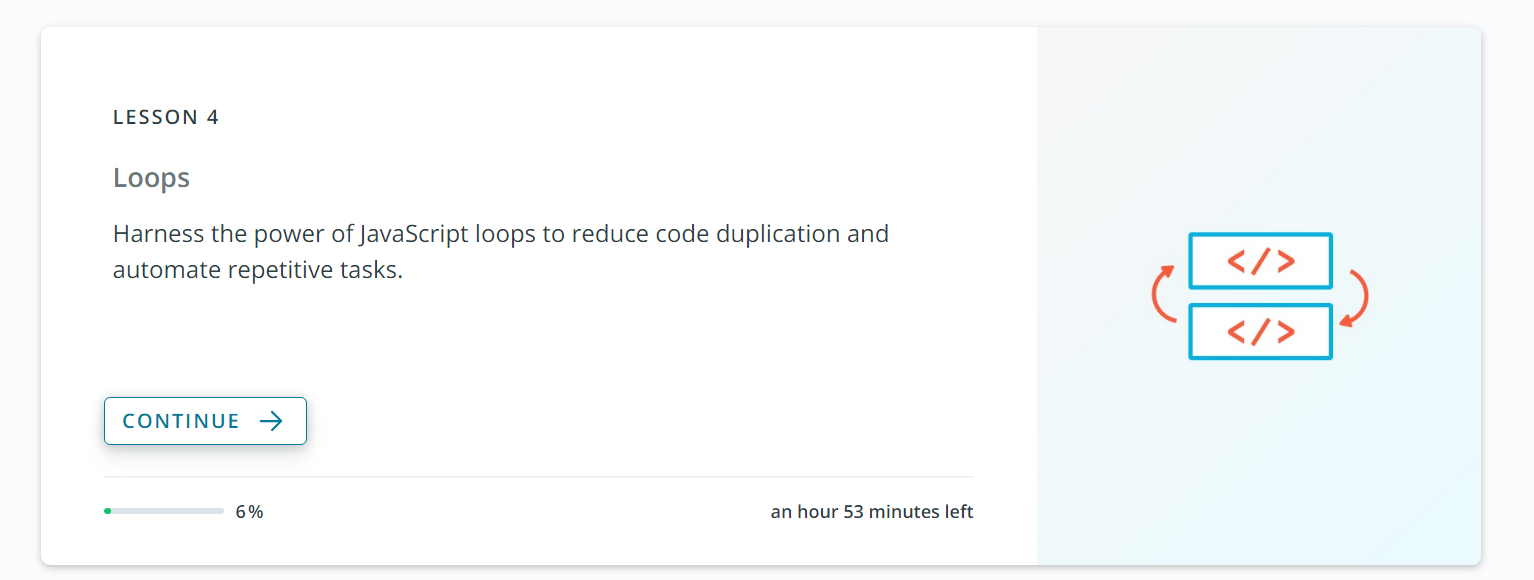 LESSON 4
Loops
Harness the power of JavaScript loops to reduce code duplication and
automate repetitive tasks.
</>
</>
CONTINUE →
6%
an hour 53 minutes left